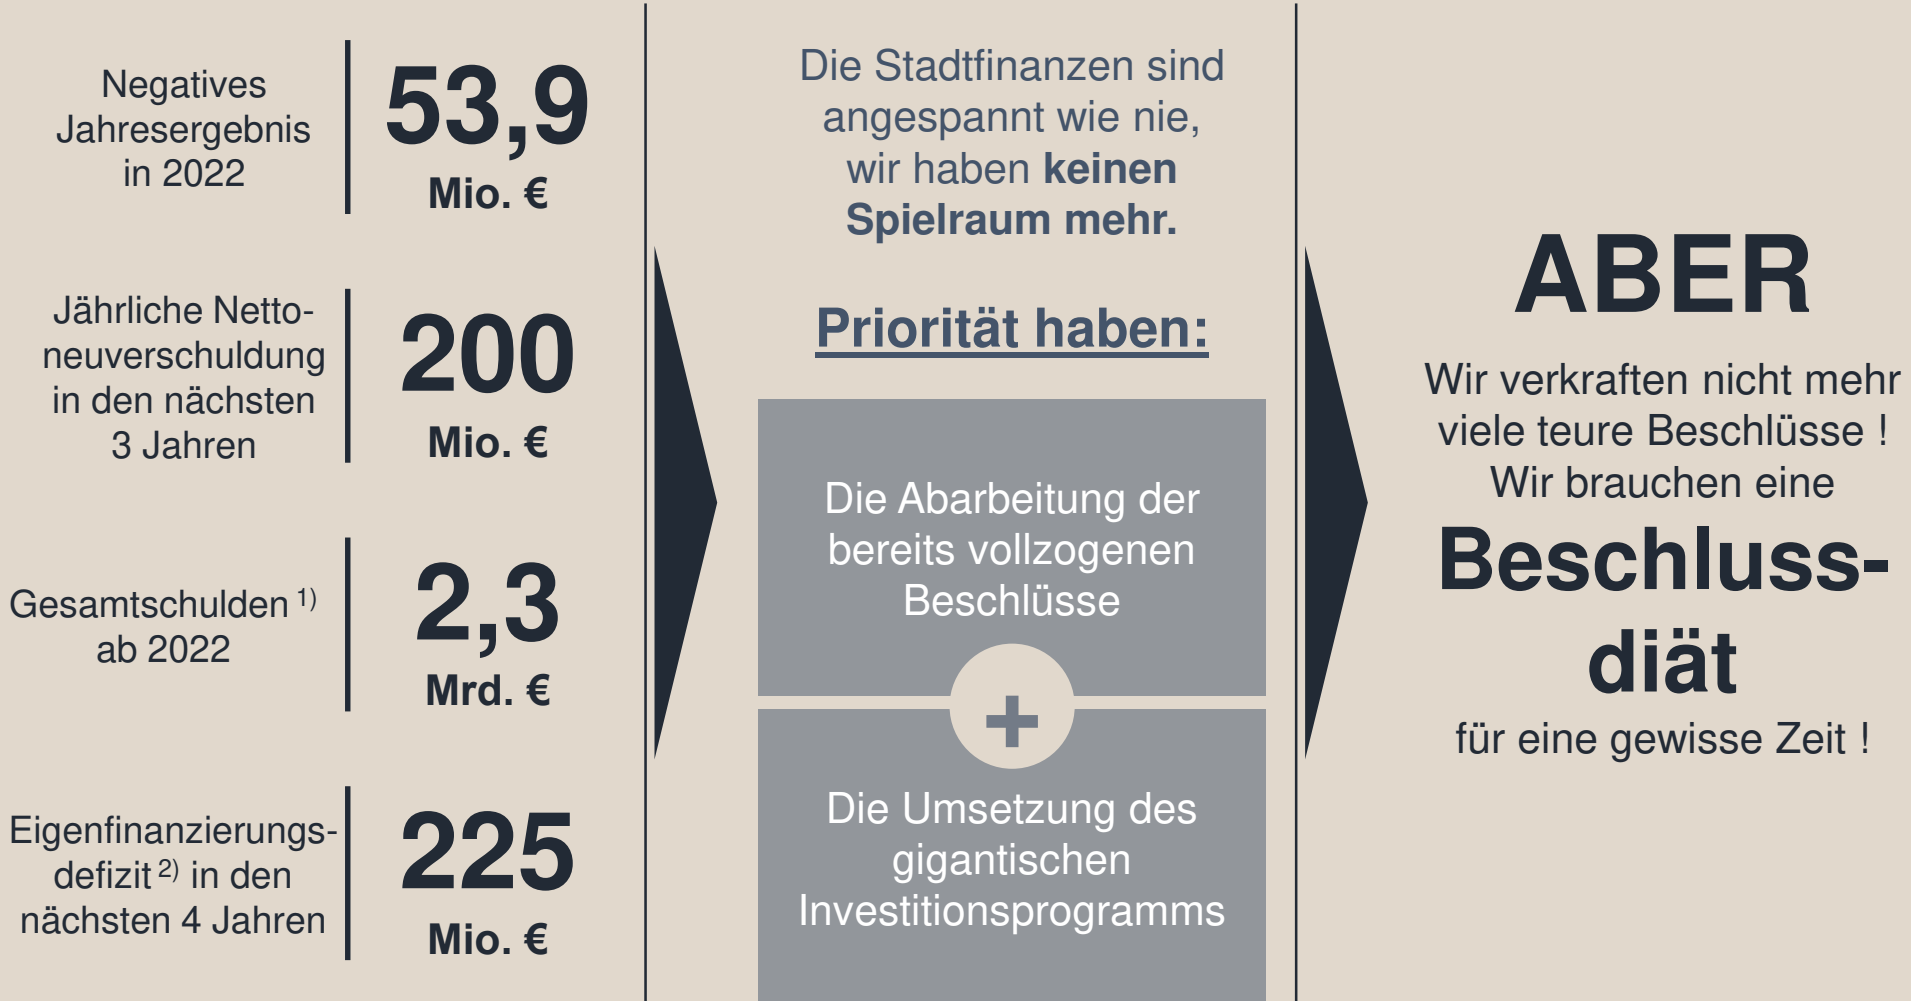 Negatives
Jahresergebnis
in 2022
53,9
Mio. €
Jährliche Netto-
neuverschuldung
in den nächsten
3 Jahren
200
Mio. €
Gesamtschulden 1)
ab 2022
2,3
Mrd. €
Eigenfinanzierungs-
defizit 2) in den
nächsten 4 Jahren
225
Mio. €
Die Stadtfinanzen sind
angespannt wie nie,
wir haben keinen
Spielraum mehr.
Priorität haben:
Die Abarbeitung der
bereits vollzogenen
Beschlüsse
+
Die Umsetzung des
gigantischen
Investitionsprogramms
ABER
Wir verkraften nicht mehr
viele teure Beschlüsse !
Wir brauchen eine
Beschluss-
diät
für eine gewisse Zeit !